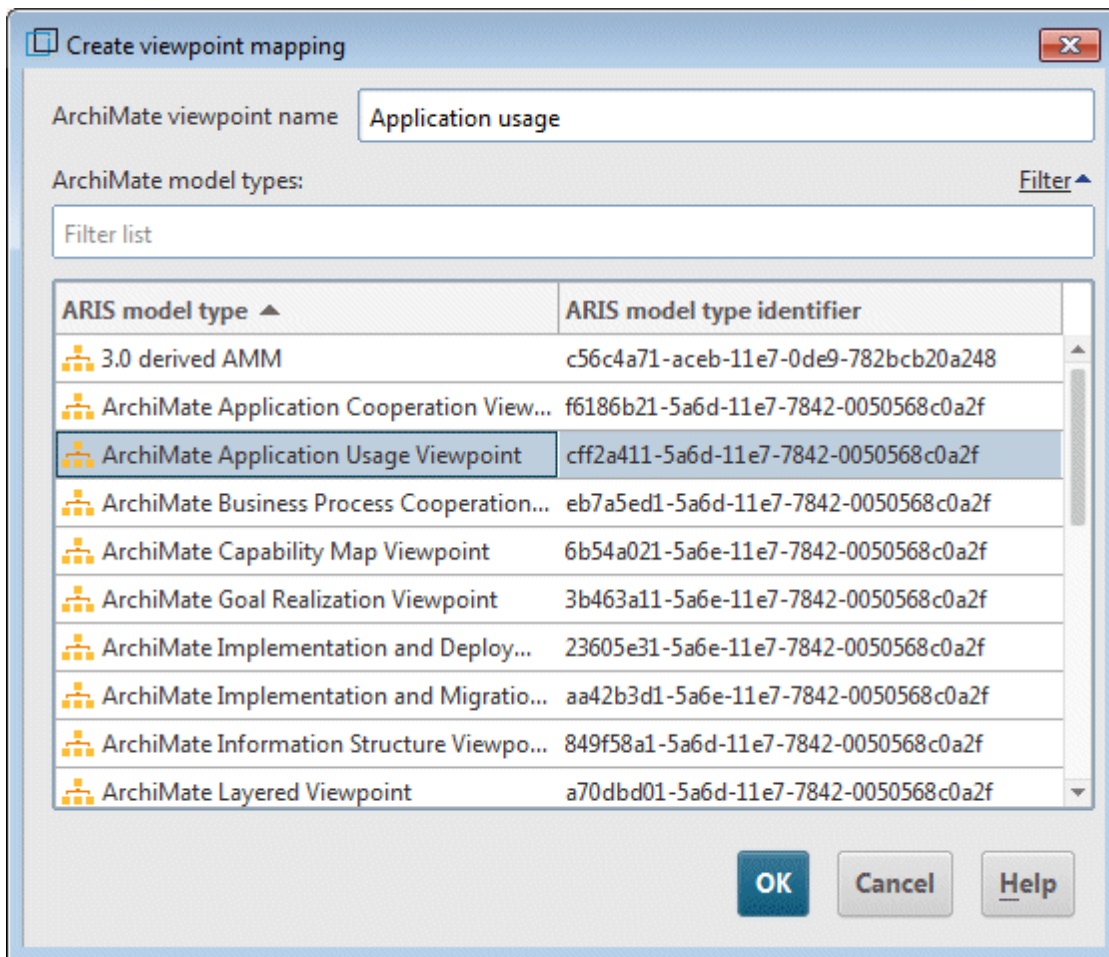 Create viewpoint mapping
ArchiMate viewpoint name Application usage
ArchiMate model types: Filter
Filter list
ARIS model type ARIS model type identifier
3.0 derived AMM c56c4a71-aceb-11e7-0de9-782bcb20a248
ArchiMate Application Cooperation View... f6186b21-5a6d-11e7-7842-0050568c0a2f
ArchiMate Application Usage Viewpoint cff2a411-5a6d-11e7-7842-0050568c0a2f
ArchiMate Business Process Cooperation... eb7a5ed1-5a6d-11e7-7842-0050568c0a2f
ArchiMate Capability Map Viewpoint 6b54a021-5a6e-11e7-7842-0050568c0a2f
ArchiMate Goal Realization Viewpoint 3b463a11-5a6e-11e7-7842-0050568c0a2f
ArchiMate Implementation and Deploy... 23605e31-5a6e-11e7-7842-0050568c0a2f
ArchiMate Implementation and Migratio... aa42b3d1-5a6e-11e7-7842-0050568c0a2f
ArchiMate Information Structure Viewpo... 849f58a1-5a6d-11e7-7842-0050568c0a2f
ArchiMate Layered Viewpoint a70dbd01-5a6d-11e7-7842-0050568c0a2f
OK Cancel Help